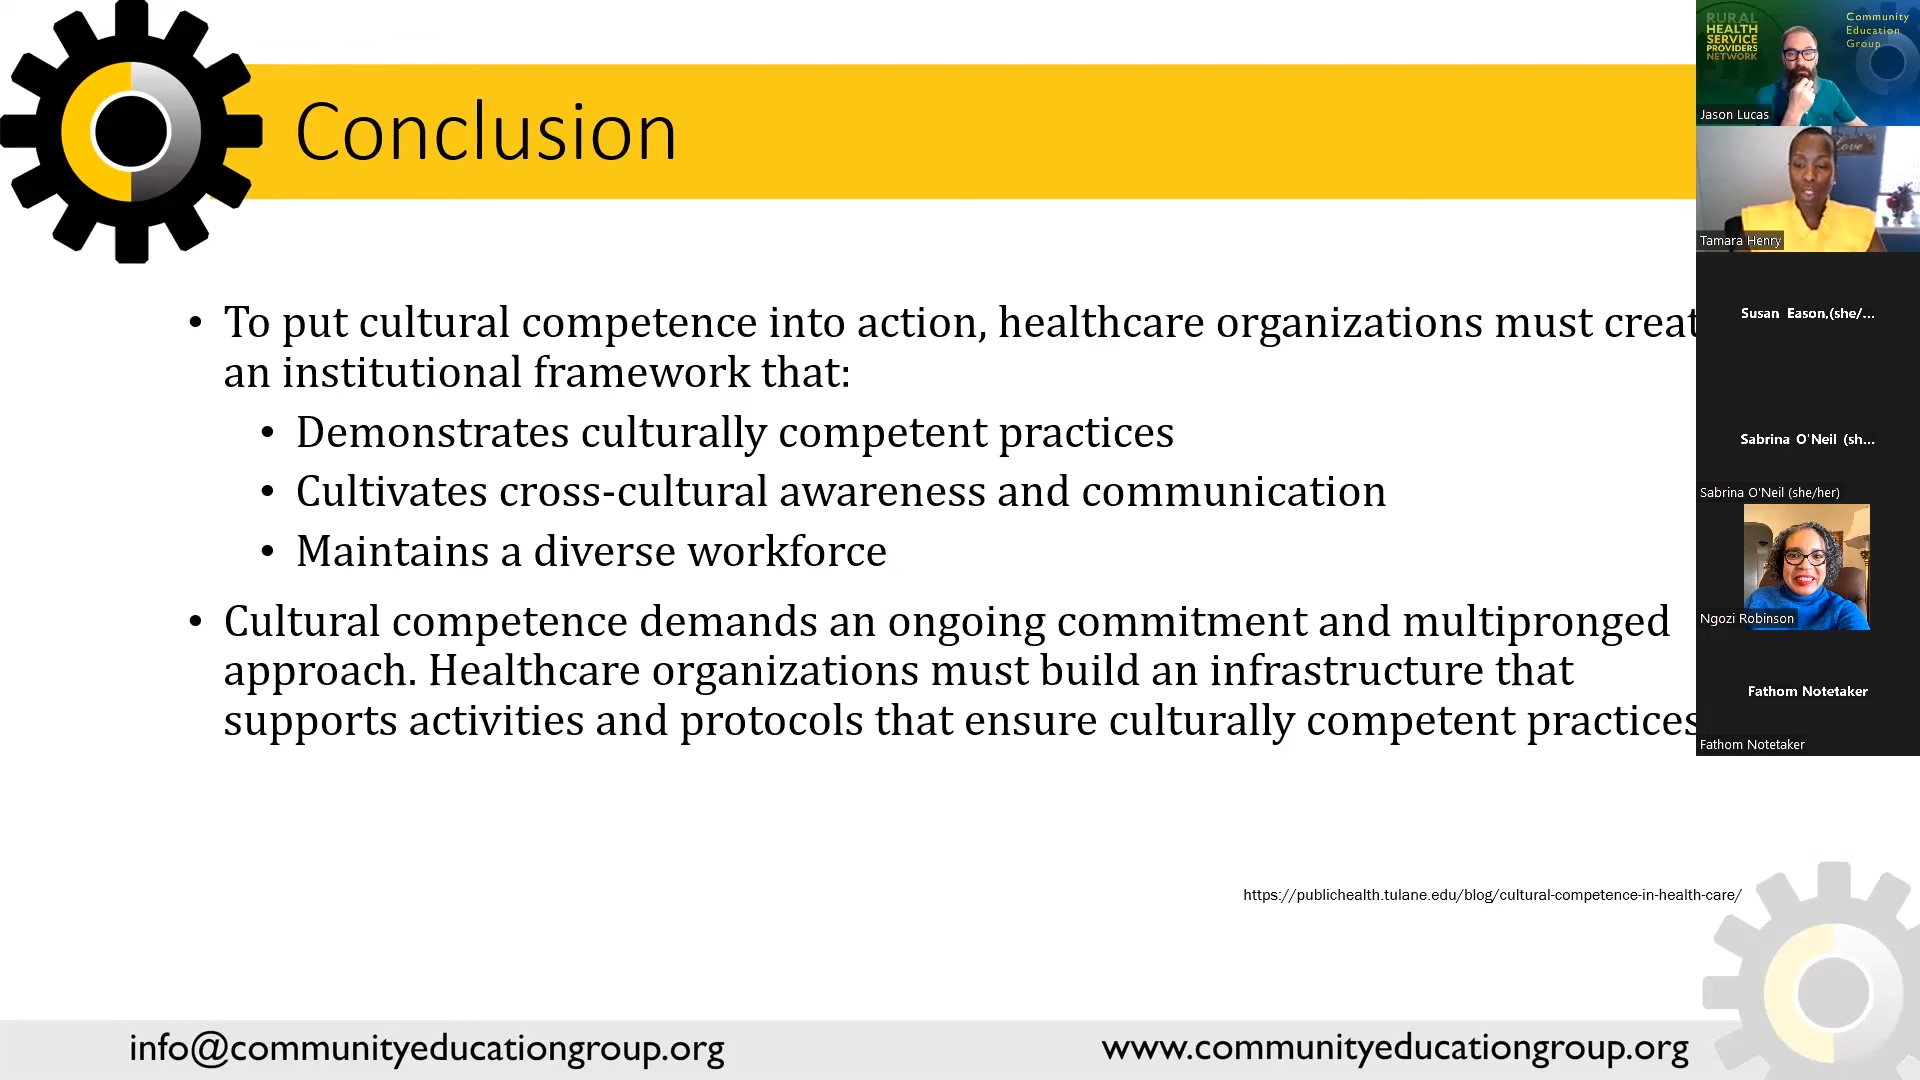 Conclusion
• To put cultural competence into action, healthcare organizations must creat
an institutional framework that:
• Demonstrates culturally competent practices
• Cultivates cross-cultural awareness and communication
• Maintains a diverse workforce
• Cultural competence demands an ongoing commitment and multipronged
approach. Healthcare organizations must build an infrastructure that
supports activities and protocols that ensure culturally competent practices
https://publichealth.tulane.edu/blog/cultural-competence-in-health-care/
info@communityeducationgroup.org
www.communityeducationgroup.org
RURAL
HEALTH
SERVICE
PROVIDERS
NETWORK
Community
Education
Group
Jason Lucas
Love
Tamara Henry
Susan Eason,(she/...
Sabrina O'Neil (sh...
Sabrina O'Neil (she/her)
Ngozi Robinson
Fathom Notetaker
Fathom Notetaker